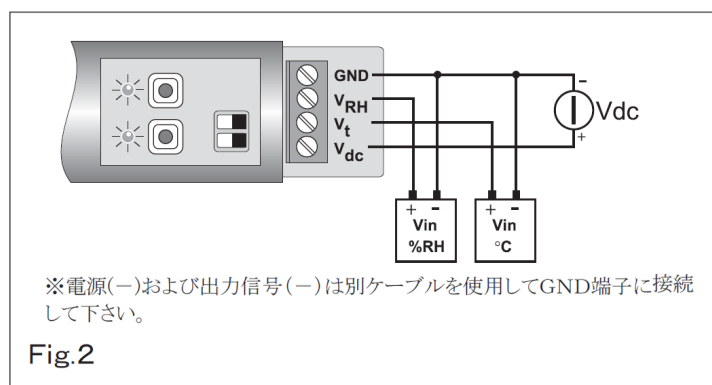 GND
VRH
Vt
Vdc
-
Vdc
+
+ -
Vin
%RH
+ -
Vin
°C
※電源(−)および出力信号(−)は別ケーブルを使用してGND端子に接続
して下さい。
Fig.2